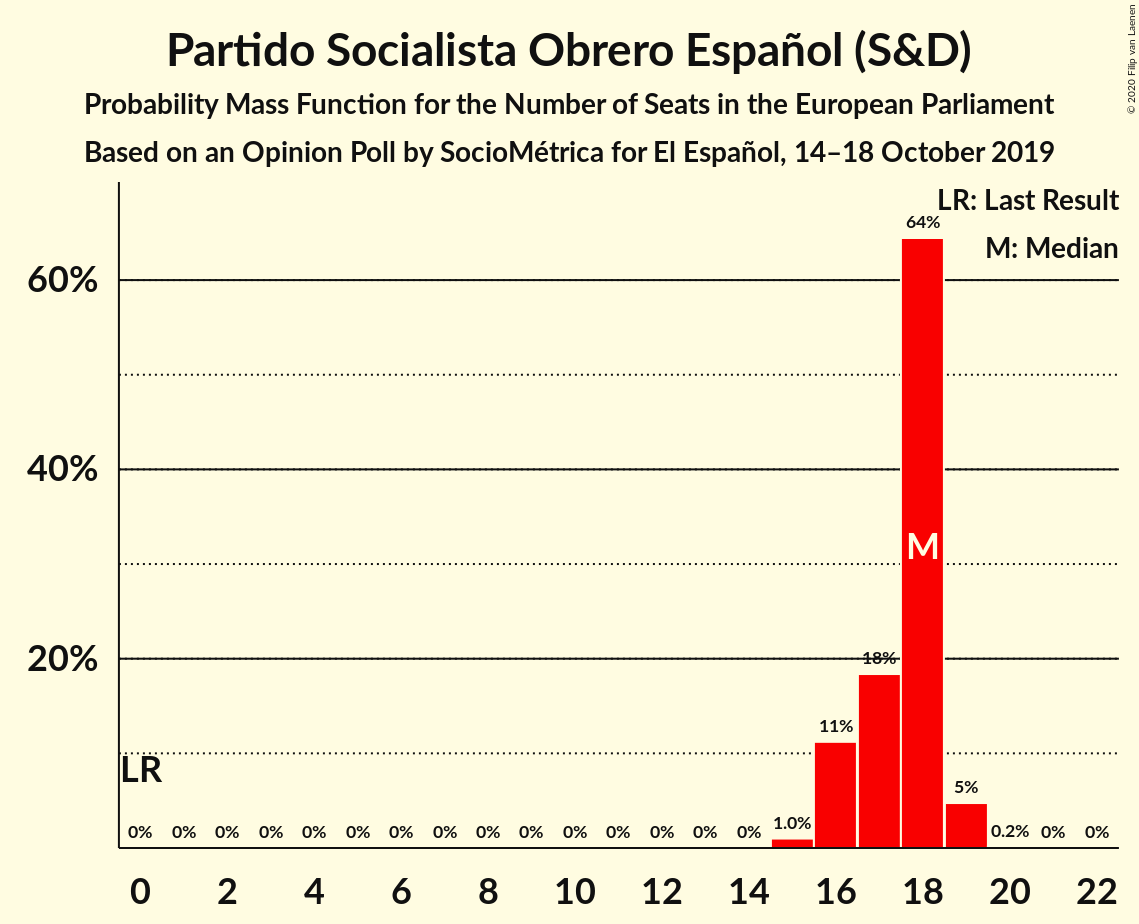 Partido Socialista Obrero Español (S&D)
Probability Mass Function for the Number of Seats in the European Parliament
Based on an Opinion Poll by SocioMétrica for El Español, 14–18 October 2019
© 2020 Filip van Laenen
LR: Last Result
M: Median
64%
60%
40%
M
20%
18%
11%
LR
5%
0% 0% 0% 0% 0% 0% 0% 0% 0% 0% 0% 0% 0% 0% 0% 1.0% 0.2% 0% 0%
0 2 4 6 8 10 12 14 16 18 20 22